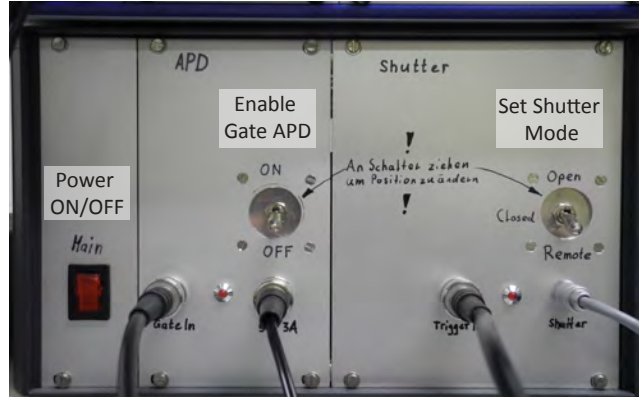 APD
Shutter
Enable
Gate APD
Set Shutter
Mode
!
ON
An Schalter ziehen
um Position zu ändern
!
Open
Closed
Remote
Power
ON/OFF
Main
OFF
Gate In
3A
Trigger
Shutter